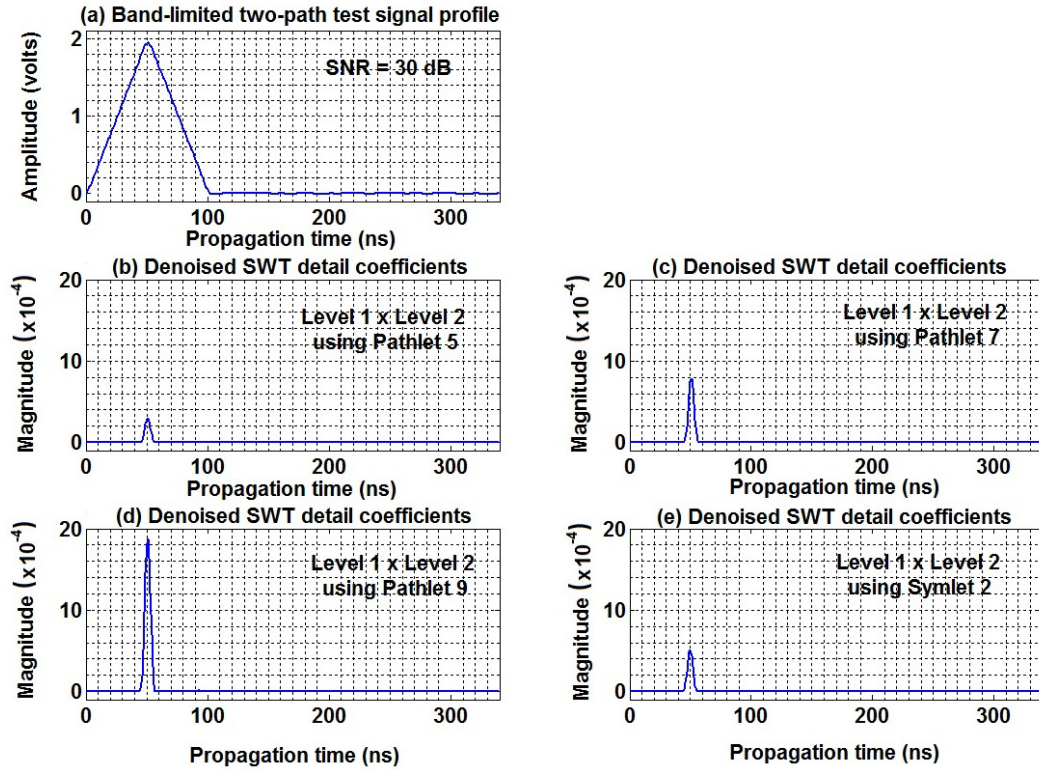 (a) Band-limited two-path test signal profile
Amplitude (volts)
2
1
0
SNR = 30 dB
0 100 200 300
Propagation time (ns)
(b) Denoised SWT detail coefficients
Magnitude (x10-4)
20
10
0
Level 1 x Level 2
using Pathlet 5
0 100 200 300
Propagation time (ns)
(c) Denoised SWT detail coefficients
Magnitude (x10-4)
20
10
0
Level 1 x Level 2
using Pathlet 7
0 100 200 300
Propagation time (ns)
(d) Denoised SWT detail coefficients
Magnitude (x10-4)
20
10
0
Level 1 x Level 2
using Pathlet 9
0 100 200 300
Propagation time (ns)
(e) Denoised SWT detail coefficients
Magnitude (x10-4)
20
10
0
Level 1 x Level 2
using Symlet 2
0 100 200 300
Propagation time (ns)